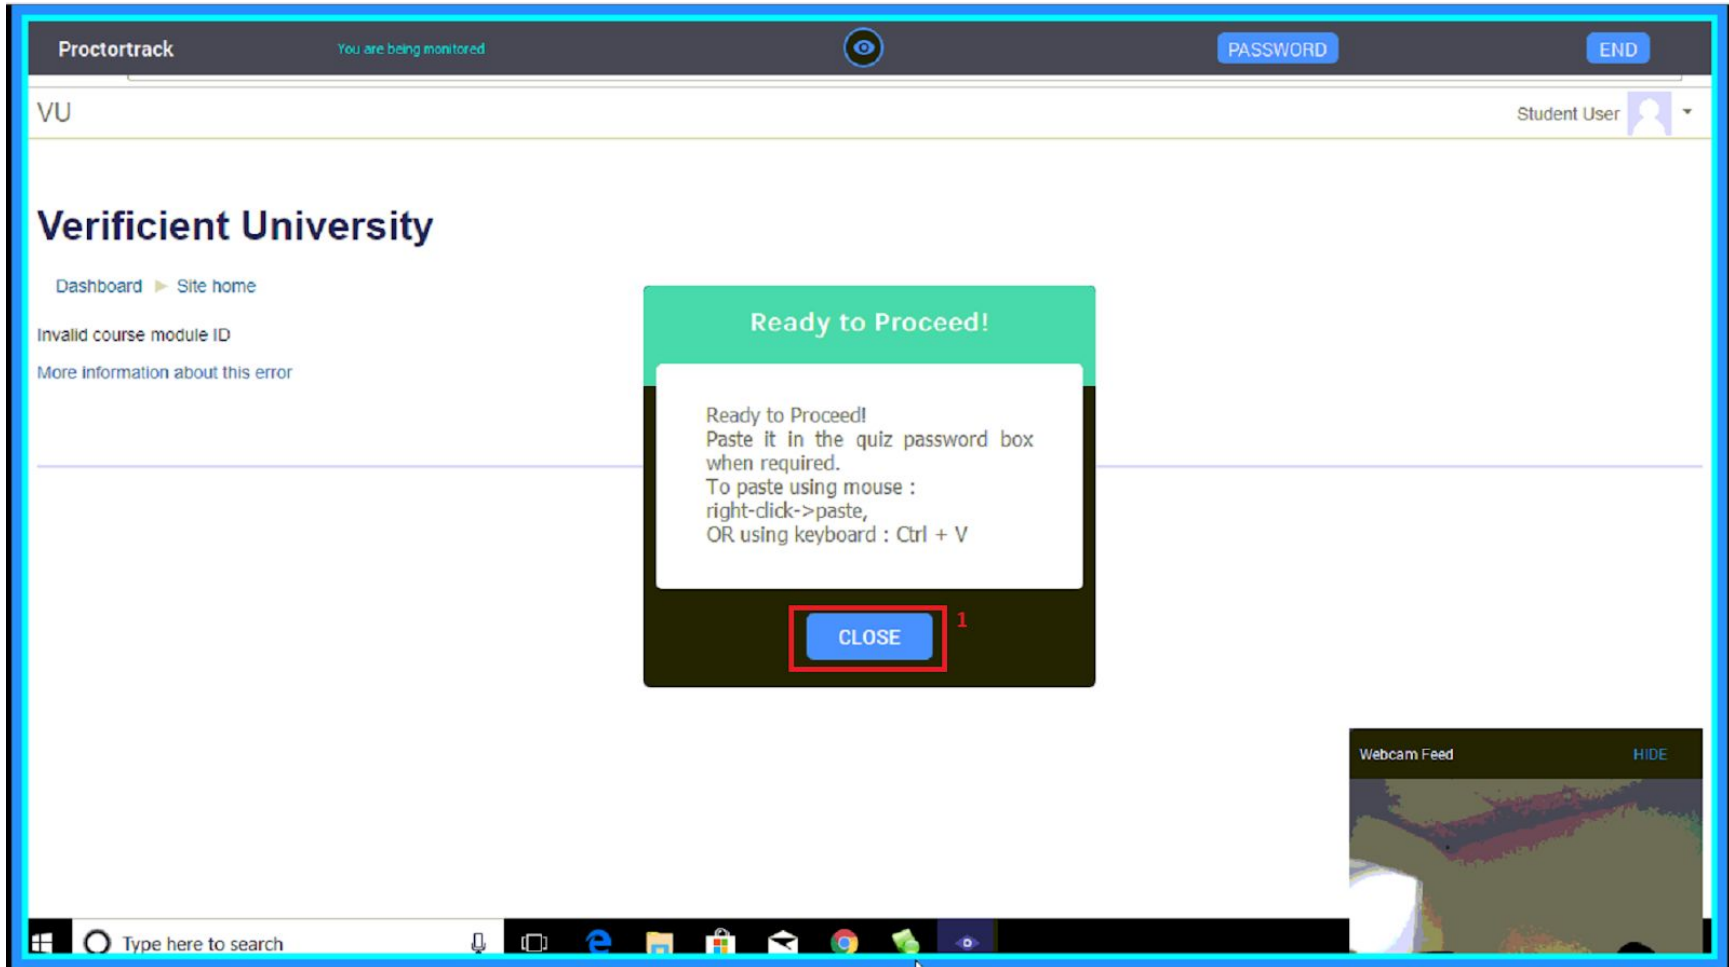 Proctortrack You are being monitored PASSWORD END
VU Student User
Verificient University
Dashboard Site home
Invalid course module ID
More information about this error
Ready to Proceed!
Ready to Proceed!
Paste it in the quiz password box
when required.
To paste using mouse :
right-click->paste,
OR using keyboard : Ctrl + V
CLOSE 1
Webcam Feed HIDE
Type here to search